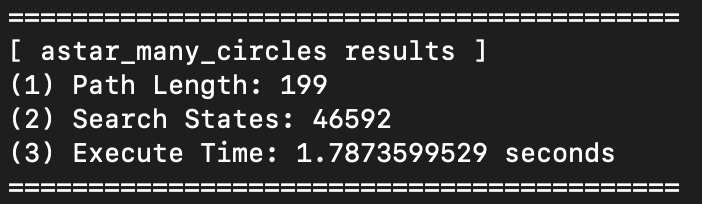 ===========================================
[ astar_many_circles results ]
(1) Path Length: 199
(2) Search States: 46592
(3) Execute Time: 1.7873599529 seconds
===========================================